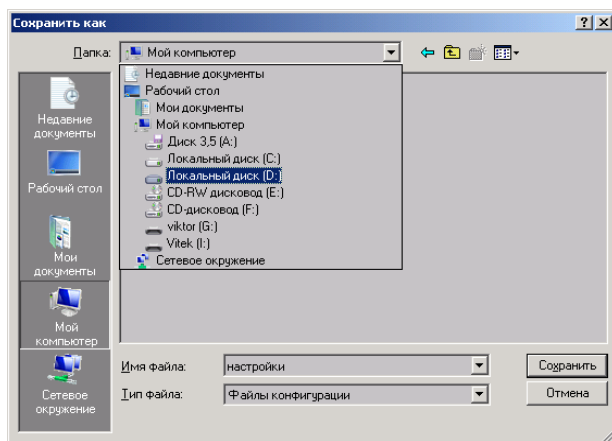 Сохранить как
Папка: Мой компьютер
Недавние документы
Рабочий стол
Мои документы
Мой компьютер
Диск 3,5 (A:)
Локальный диск (C:)
Локальный диск (D:)
CD-RW дисковод (E:)
CD-дисковод (F:)
viktor (G:)
Vitek (I:)
Сетевое окружение
Недавние
документы
Рабочий стол
Мои
документы
Мой
компьютер
Сетевое
окружение
Имя файла: настройки Сохранить
Тип файла: Файлы конфигурации Отмена